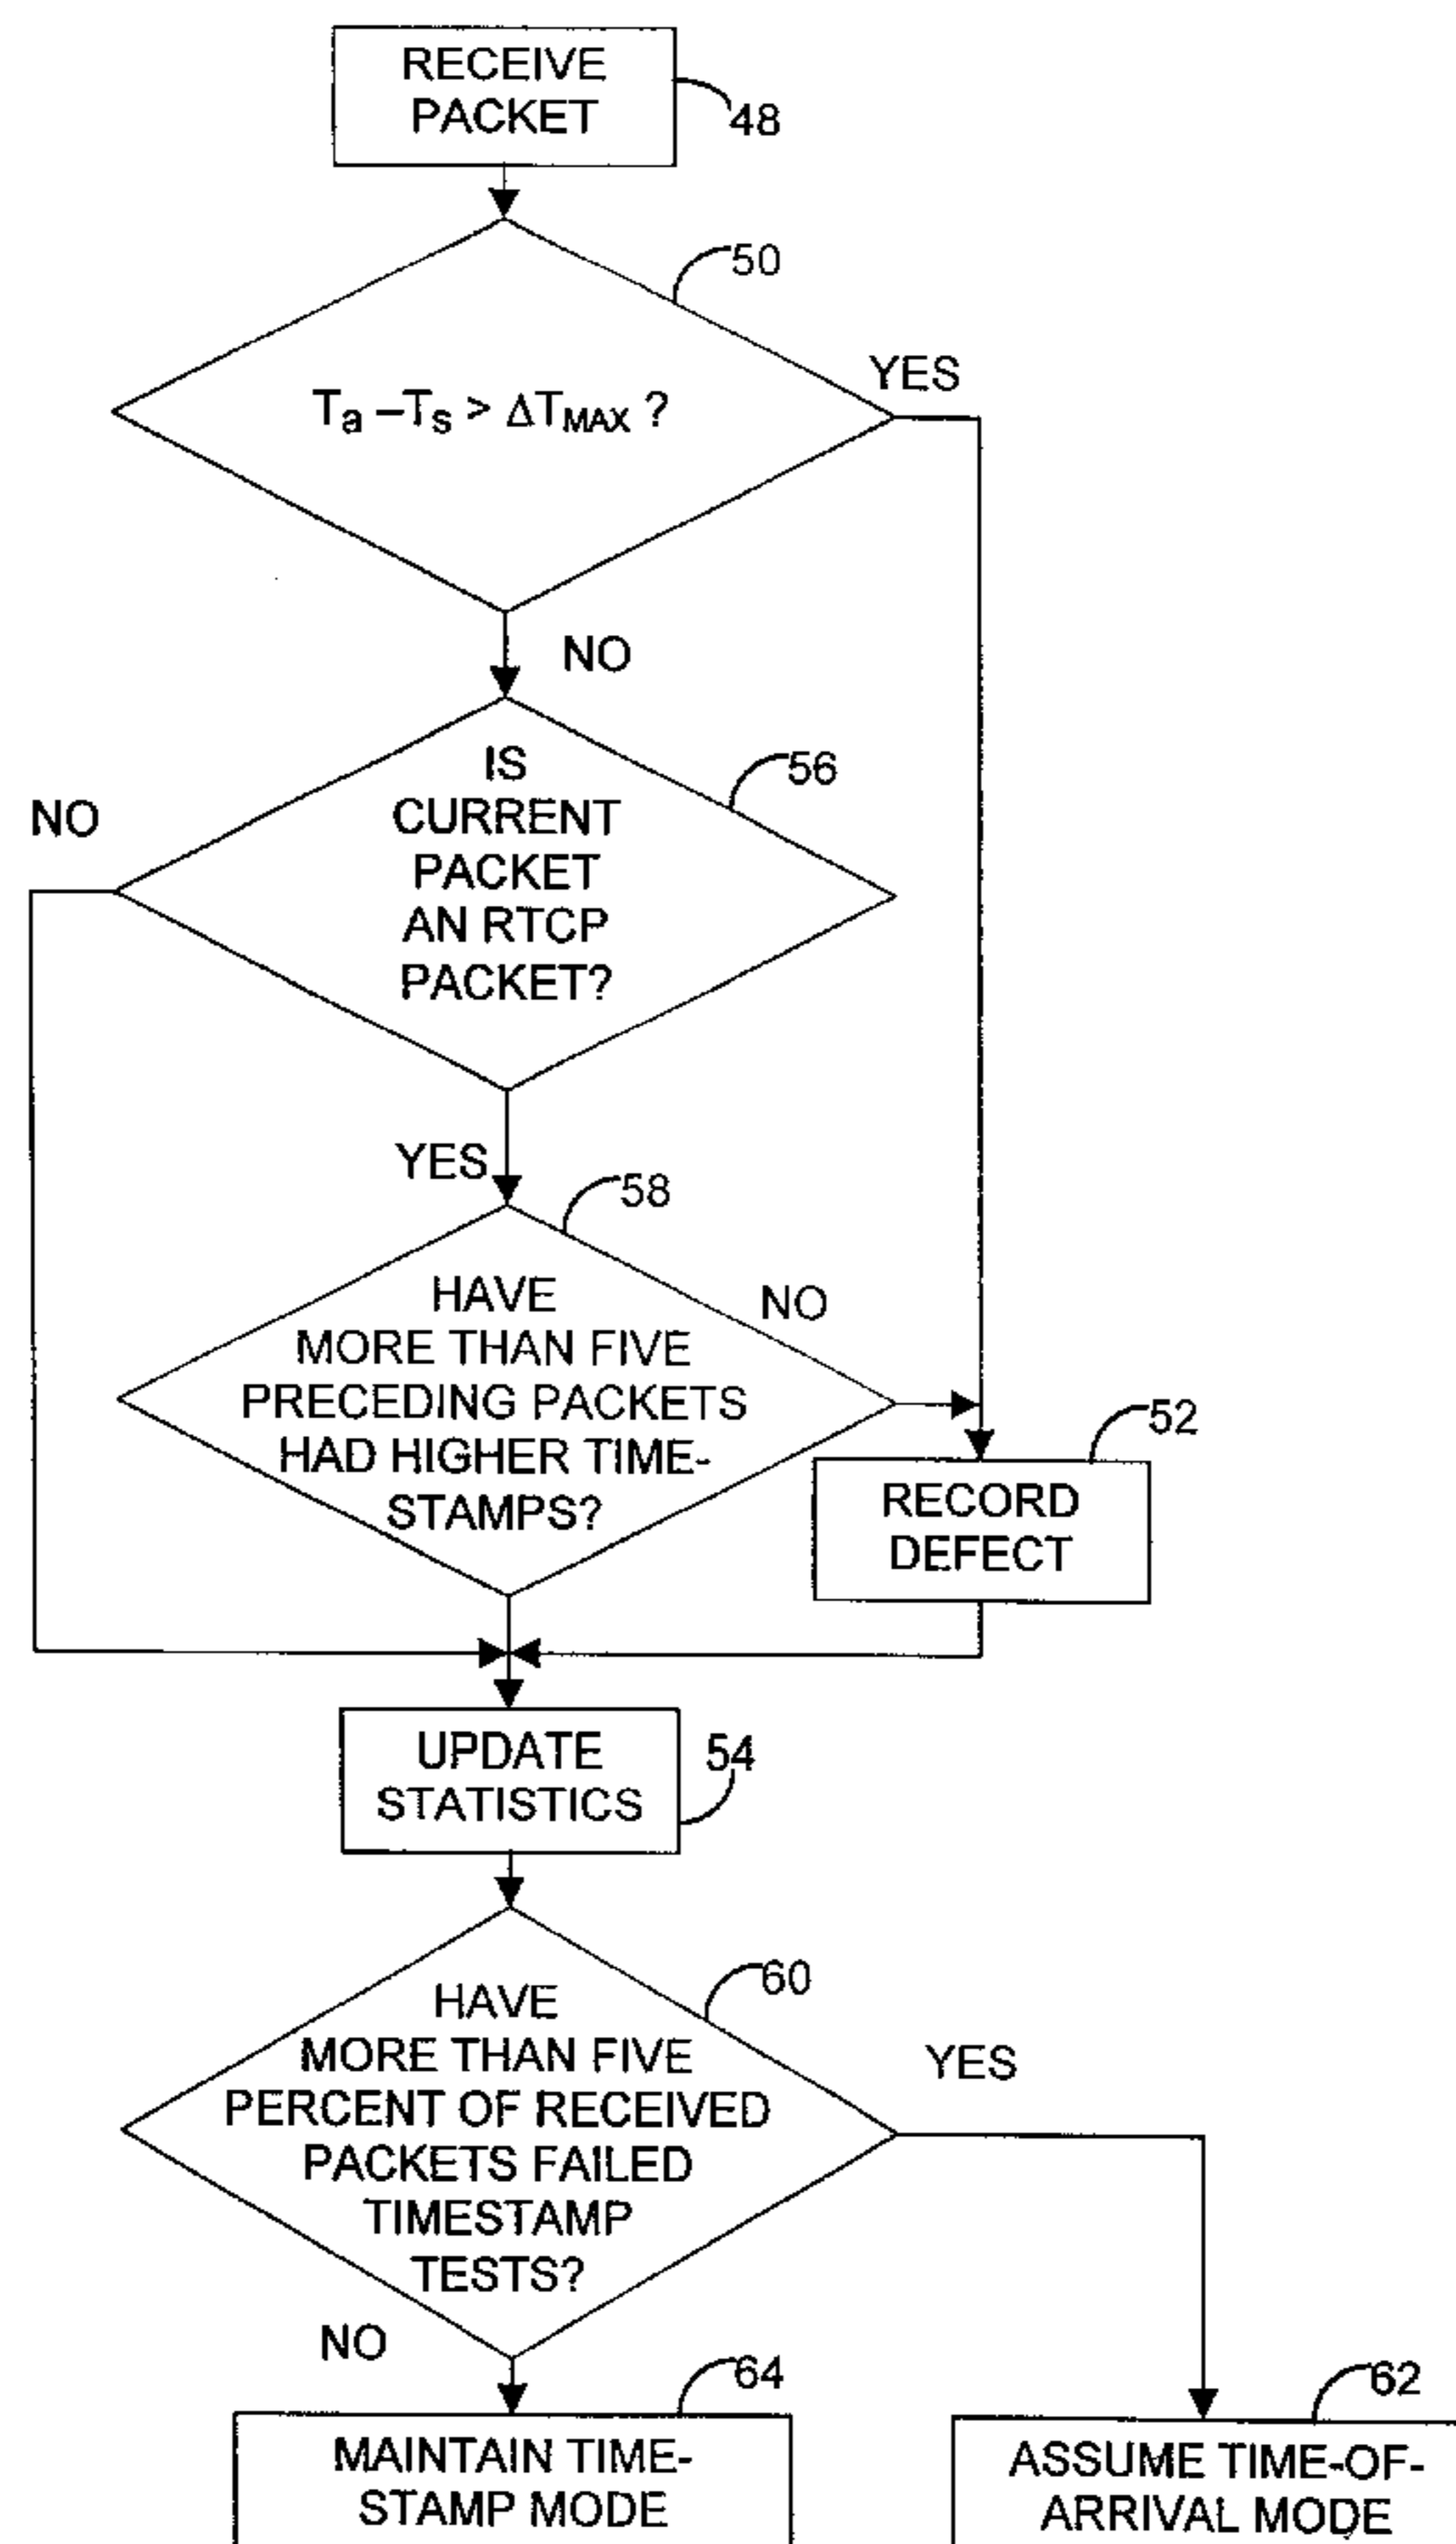 RECEIVE
PACKET
48
50
YES
Ta –Ts > ΔTMAX ?
NO
IS
CURRENT
PACKET
AN RTCP
PACKET?
56
NO
YES
58
HAVE
MORE THAN FIVE
PRECEDING PACKETS
HAD HIGHER TIME-
STAMPS?
NO
52
RECORD
DEFECT
UPDATE
STATISTICS
54
60
HAVE
MORE THAN FIVE
PERCENT OF RECEIVED
PACKETS FAILED
TIMESTAMP
TESTS?
YES
NO
64
MAINTAIN TIME-
STAMP MODE
62
ASSUME TIME-OF-
ARRIVAL MODE